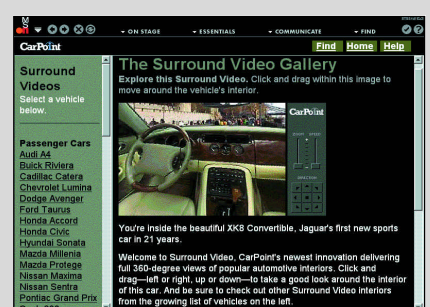 ON STAGE
ESSENTIALS
COMMUNICATE
FIND
CarPoint
Find Home Help
Surround
Videos
Select a vehicle
below.
Passenger Cars
Audi A4
Buick Riviera
Cadillac Catera
Chevrolet Lumina
Dodge Avenger
Ford Taurus
Honda Accord
Honda Civic
Hyundai Sonata
Mazda Millenia
Mazda Protege
Nissan Maxima
Nissan Sentra
Pontiac Grand Prix
The Surround Video Gallery
Explore this Surround Video. Click and drag within this image to
move around the vehicle's interior.
CarPoint
ZOOM SPEED
DIRECTION
You're inside the beautiful XK8 Convertible, Jaguar's first new sports
car in 21 years.
Welcome to Surround Video, CarPoint's newest innovation delivering
full 360-degree views of popular automotive interiors. Click and
drag—left or right, up or down—to take a good look around the interior
of this car. And be sure to check out other Surround Video interiors
from the growing list of vehicles on the left.